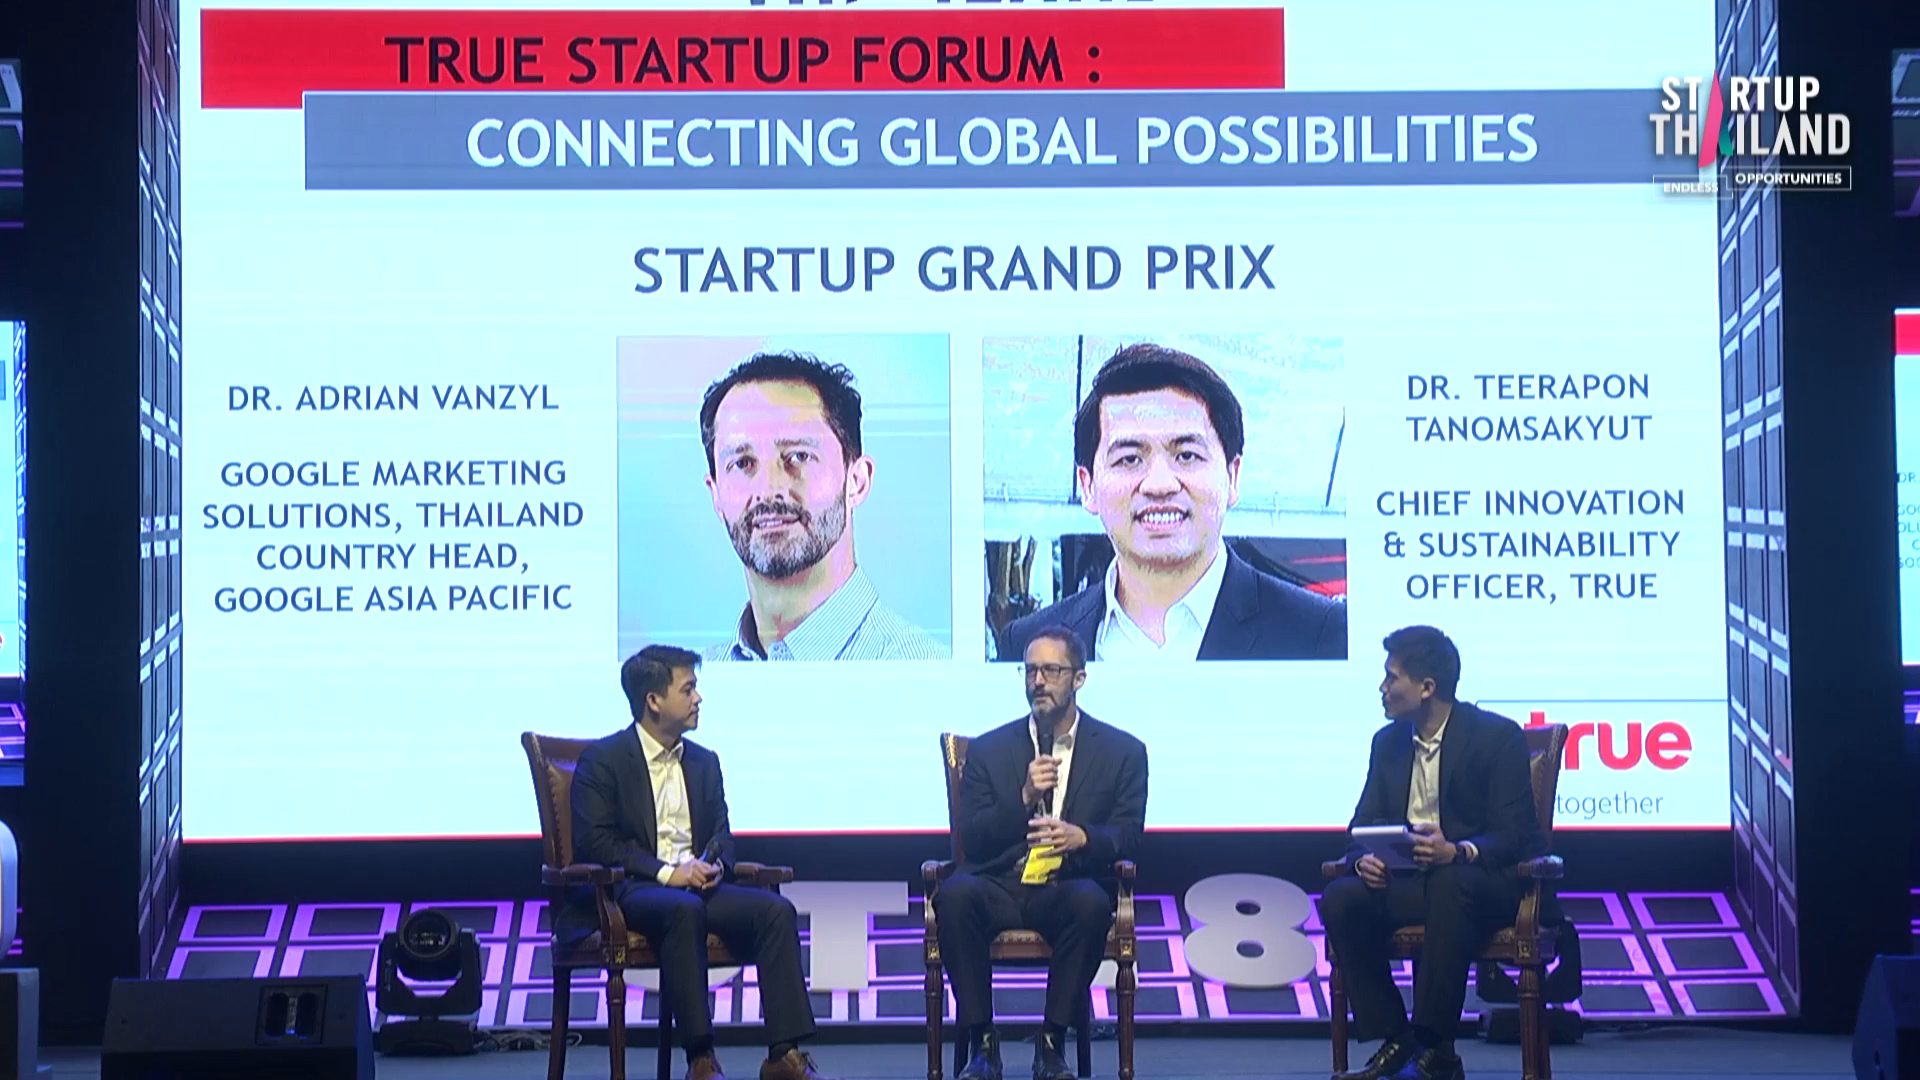 TRUE STARTUP FORUM :
CONNECTING GLOBAL POSSIBILITIES
STARTUP THAILAND
ENDLESS OPPORTUNITIES
STARTUP GRAND PRIX
DR. ADRIAN VANZYL
GOOGLE MARKETING
SOLUTIONS, THAILAND
COUNTRY HEAD,
GOOGLE ASIA PACIFIC
DR. TEERAPON
TANOMSAKYUT
CHIEF INNOVATION
& SUSTAINABILITY
OFFICER, TRUE
true
together
T 8